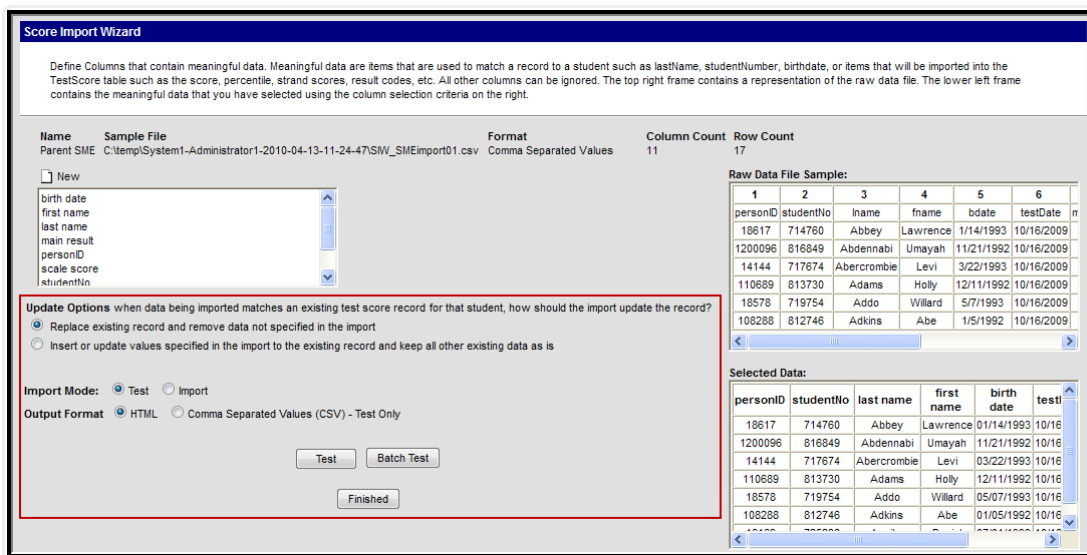 Score Import Wizard
Define Columns that contain meaningful data. Meaningful data are items that are used to match a record to a student such as lastName, studentNumber, birthdate, or items that will be imported into the
TestScore table such as the score, percentile, strand scores, result codes, etc. All other columns can be ignored. The top right frame contains a representation of the raw data file. The lower left frame
contains the meaningful data that you have selected using the column selection criteria on the right.
Name Sample File Format Column Count Row Count
Parent SME C:\temp\System1-Administrator1-2010-04-13-11-24-47\SIW_SMEimport01.csv Comma Separated Values 11 17
New
birth date
first name
last name
main result
personID
scale score
studentNo
Update Options when data being imported matches an existing test score record for that student, how should the import update the record?
Replace existing record and remove data not specified in the import
Insert or update values specified in the import to the existing record and keep all other existing data as is
Import Mode: Test Import
Output Format HTML Comma Separated Values (CSV) - Test Only
Test Batch Test
Finished
Raw Data File Sample:
1 2 3 4 5 6
personID studentNo lname fname bdate testDate m
18617 714760 Abbey Lawrence 1/14/1993 10/16/2009
1200096 816849 Abdennabi Umayah 11/21/1992 10/16/2009
14144 717674 Abercrombie Levi 3/22/1993 10/16/2009
110689 813730 Adams Holly 12/11/1992 10/16/2009
18578 719754 Addo Willard 5/7/1993 10/16/2009
108288 812746 Adkins Abe 1/5/1992 10/16/2009
Selected Data:
personID studentNo last name first name birth date testI
18617 714760 Abbey Lawrence 01/14/1993 10/16
1200096 816849 Abdennabi Umayah 11/21/1992 10/16
14144 717674 Abercrombie Levi 03/22/1993 10/16
110689 813730 Adams Holly 12/11/1992 10/16
18578 719754 Addo Willard 05/07/1993 10/16
108288 812746 Adkins Abe 01/05/1992 10/16